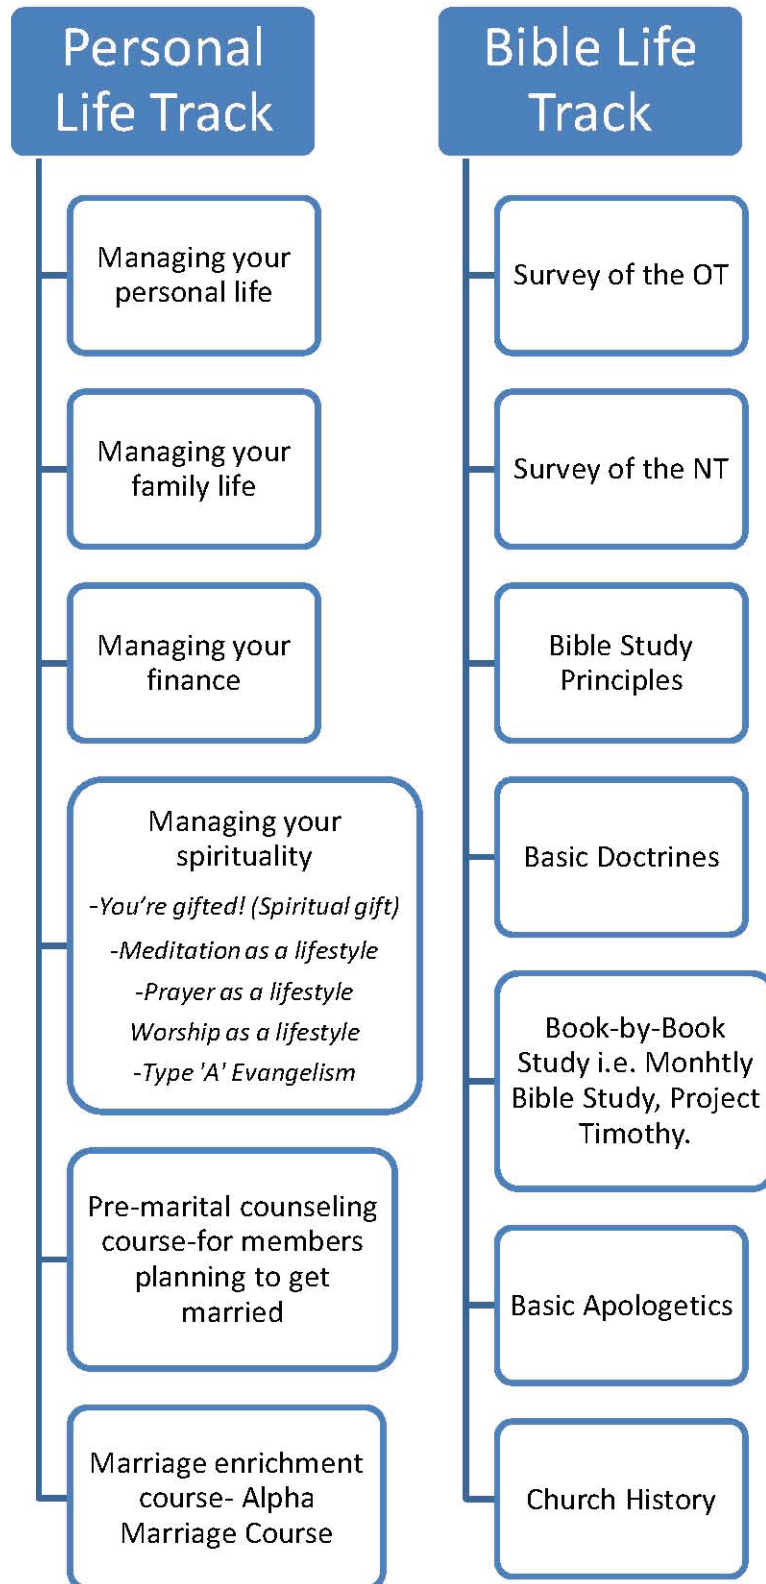 Personal
Life Track
Managing your
personal life
Managing your
family life
Managing your
finance
Managing your
spirituality
-You're gifted! (Spiritual gift)
-Meditation as a lifestyle
-Prayer as a lifestyle
Worship as a lifestyle
-Type 'A' Evangelism
Pre-marital counseling
course-for members
planning to get
married
Marriage enrichment
course- Alpha
Marriage Course
Bible Life
Track
Survey of the OT
Survey of the NT
Bible Study
Principles
Basic Doctrines
Book-by-Book
Study i.e. Monhtly
Bible Study, Project
Timothy.
Basic Apologetics
Church History